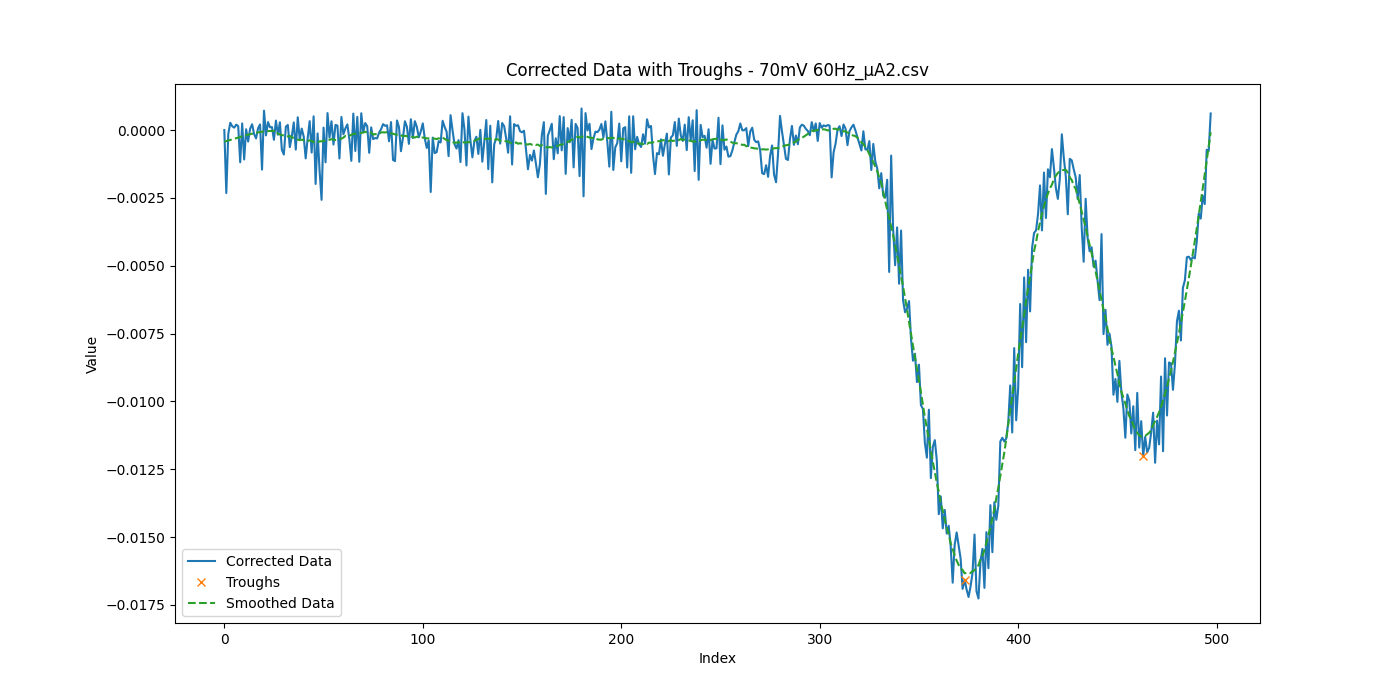 Corrected Data with Troughs - 70mV 60Hz_µA2.csv
Value
0.0000
−0.0025
−0.0050
−0.0075
−0.0100
−0.0125
−0.0150
−0.0175
Corrected Data
Troughs
Smoothed Data
0 100 200 300 400 500
Index